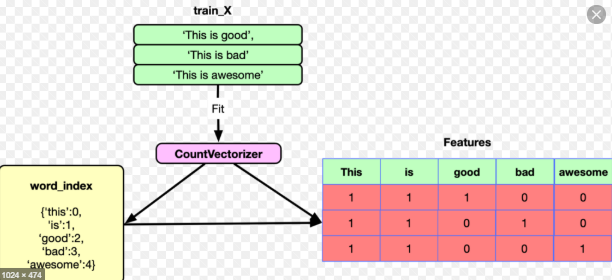 train_X
‘This is good’,
‘This is bad’
‘This is awesome’
Fit
CountVectorizer
word_index
{'this':0,
'is':1,
‘good’:2,
‘bad’:3,
‘awesome’:4}
Features
This is good bad awesome
1 1 1 0 0
1 1 0 1 0
1 1 0 0 1
1024 × 474